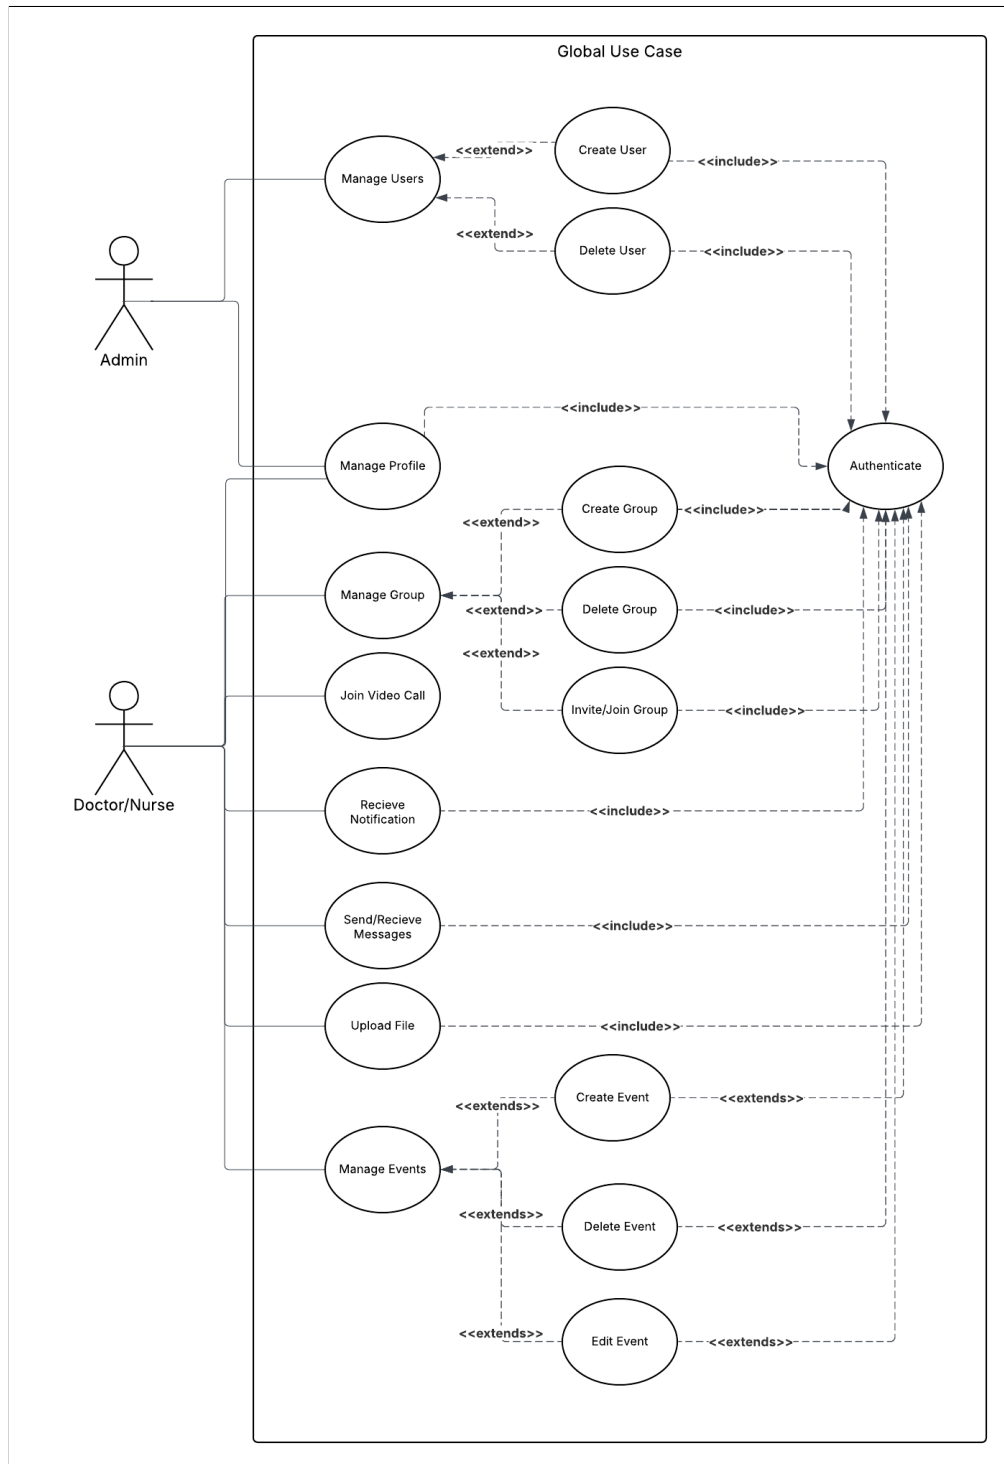 Global Use Case
<<extend>>
Create User
<<include>>
Manage Users
<<extend>>
Delete User
<<include>>
Admin
<<include>>
Manage Profile
Authenticate
<<extend>>
Create Group
<<include>>
Manage Group
<<extend>>
Delete Group
<<include>>
<<extend>>
Join Video Call
Invite/Join Group
<<include>>
Doctor/Nurse
Recieve
Notification
<<include>>
Send/Recieve
Messages
<<include>>
Upload File
<<include>>
<<extends>>
Create Event
<<extends>>
Manage Events
<<extends>>
Delete Event
<<extends>>
<<extends>>
Edit Event
<<extends>>